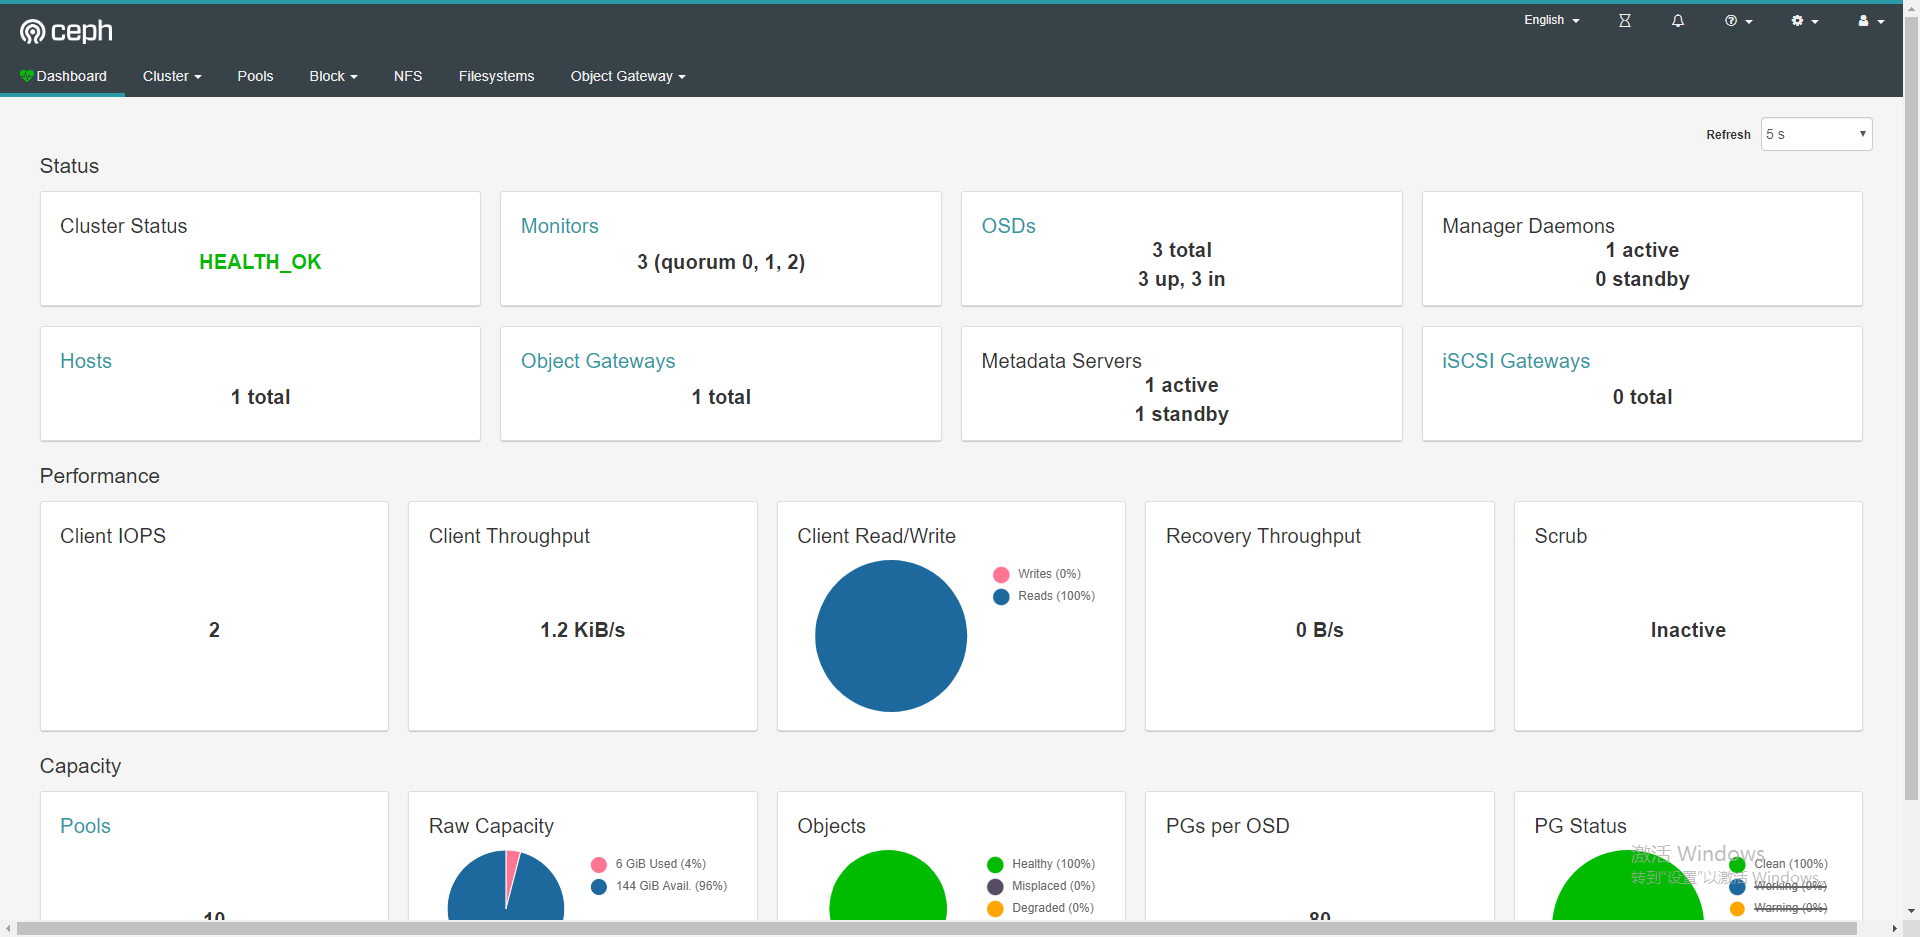 ceph
English
Dashboard Cluster Pools Block NFS Filesystems Object Gateway
Refresh 5 s
Status
Cluster Status
HEALTH_OK
Monitors
3 (quorum 0, 1, 2)
OSDs
3 total
3 up, 3 in
Manager Daemons
1 active
0 standby
Hosts
1 total
Object Gateways
1 total
Metadata Servers
1 active
1 standby
iSCSI Gateways
0 total
Performance
Client IOPS
2
Client Throughput
1.2 KiB/s
Client Read/Write
Writes (0%)
Reads (100%)
Recovery Throughput
0 B/s
Scrub
Inactive
Capacity
Pools
10
Raw Capacity
6 GiB Used (4%)
144 GiB Avail. (96%)
Objects
Healthy (100%)
Misplaced (0%)
Degraded (0%)
PGs per OSD
80
PG Status
Clean (100%)
Working (0%)
Warning (0%)
激活 Windows
转到“设置”以激活 Windows。